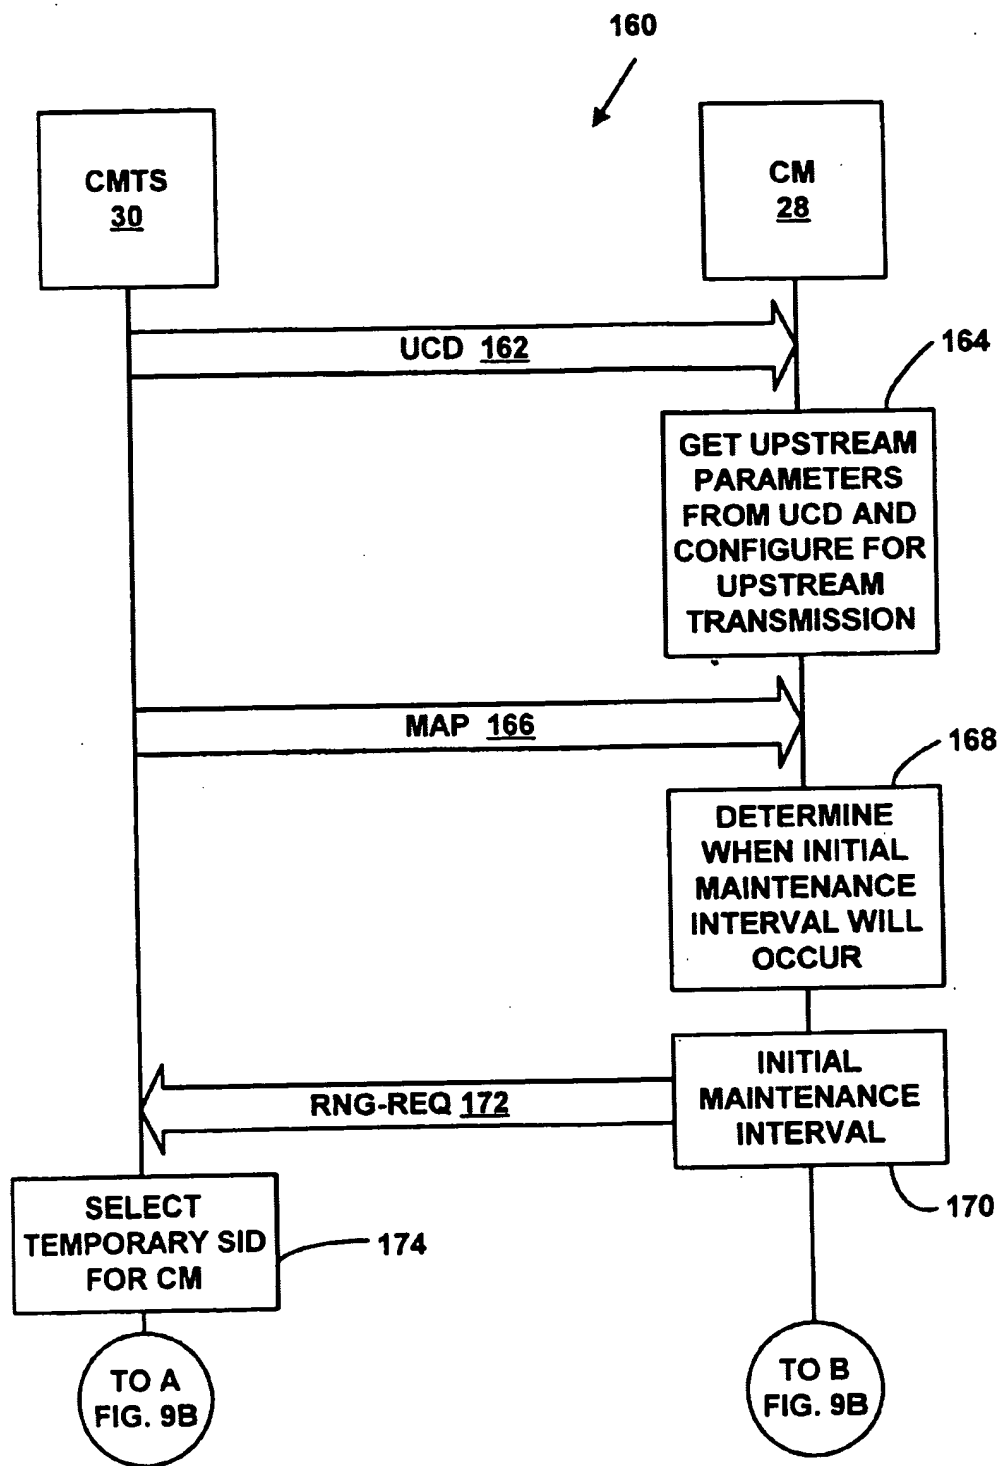 160
CMTS
30
CM
28
UCD 162
164
GET UPSTREAM
PARAMETERS
FROM UCD AND
CONFIGURE FOR
UPSTREAM
TRANSMISSION
MAP 166
168
DETERMINE
WHEN INITIAL
MAINTENANCE
INTERVAL WILL
OCCUR
INITIAL
MAINTENANCE
INTERVAL
RNG-REQ 172
170
SELECT
TEMPORARY SID
FOR CM
174
TO A
FIG. 9B
TO B
FIG. 9B